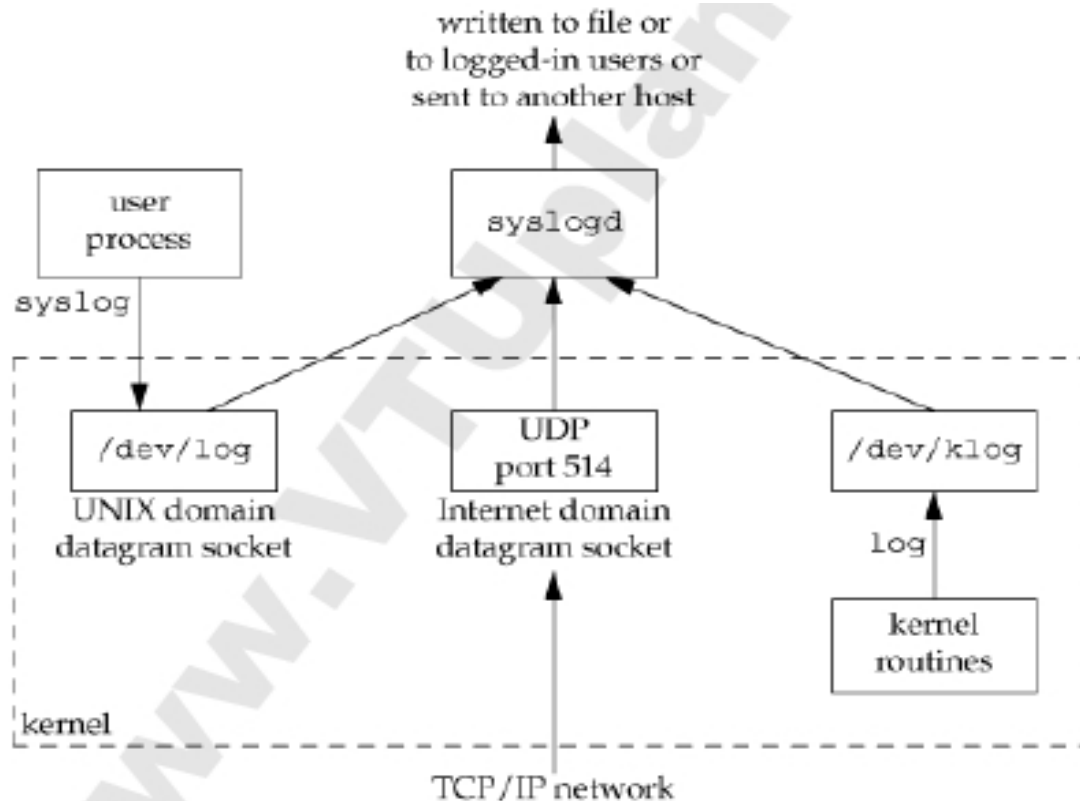 written to file or
to logged-in users or
sent to another host
user
process
syslogd
syslog
/dev/log
UNIX domain
datagram socket
UDP
port 514
Internet domain
datagram socket
/dev/klog
log
kernel
routines
kernel
TCP/IP network
www.VTUplan